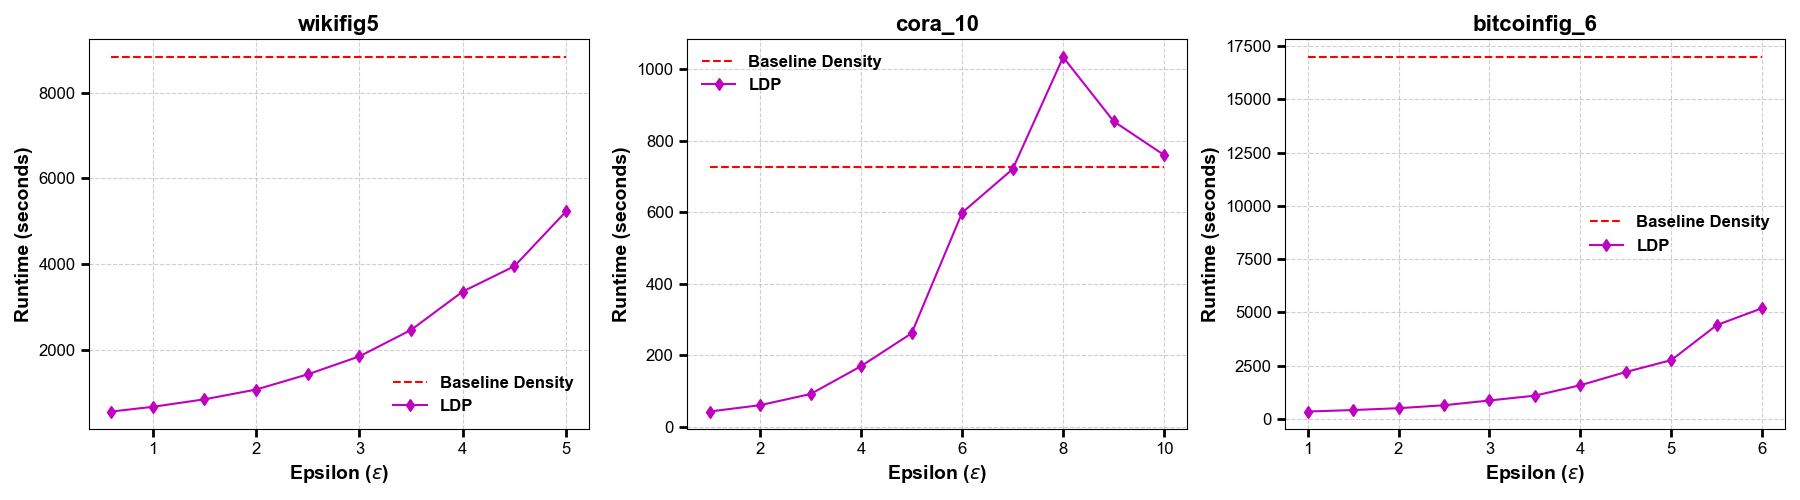 wikifig5
Runtime (seconds)
8000
6000
4000
2000
Baseline Density
LDP
1
2
3
4
5
Epsilon (ε)
cora_10
Runtime (seconds)
1000
800
600
400
200
0
Baseline Density
LDP
2
4
6
8
10
Epsilon (ε)
bitcoinfig_6
Runtime (seconds)
17500
15000
12500
10000
7500
5000
2500
0
Baseline Density
LDP
1
2
3
4
5
6
Epsilon (ε)